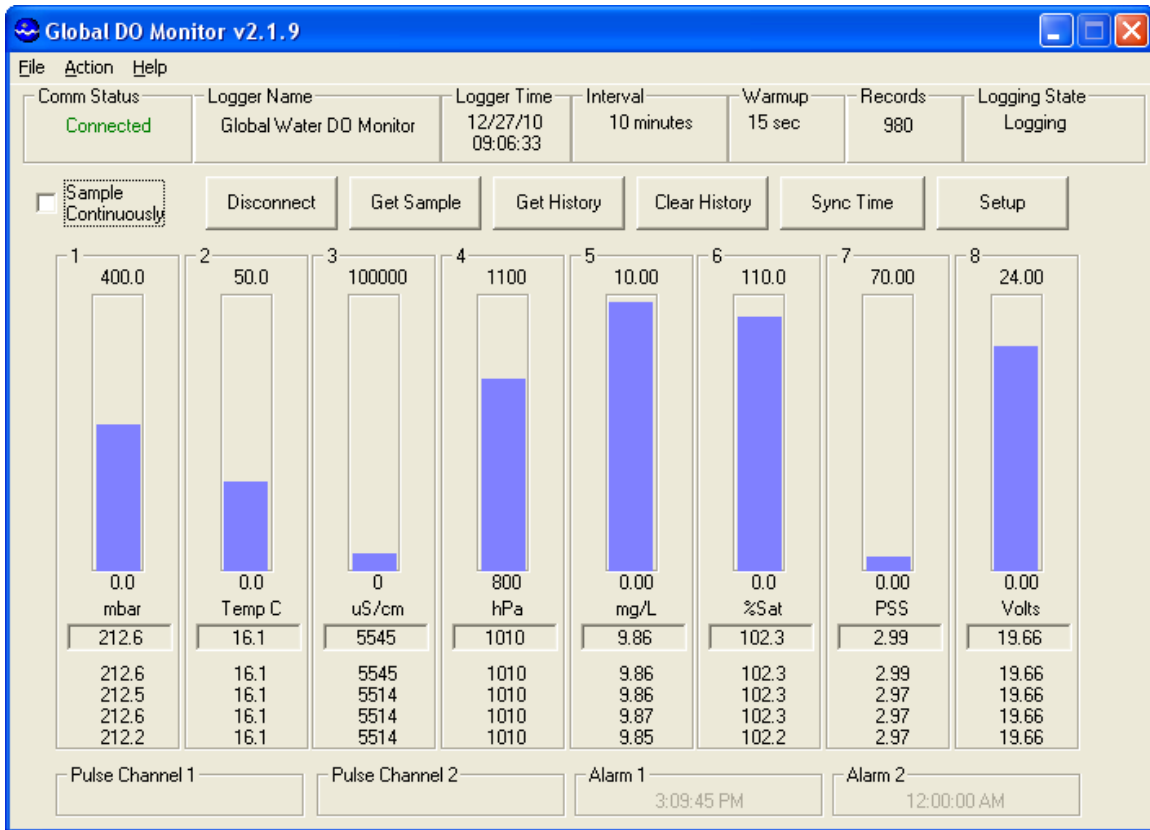 Global DO Monitor v2.1.9
File Action Help
Comm Status Logger Name Logger Time Interval Warmup Records Logging State
Connected Global Water DO Monitor 12/27/10 10 minutes 15 sec 980 Logging
09:06:33
Sample
Continuously Disconnect Get Sample Get History Clear History Sync Time Setup
1 2 3 4 5 6 7 8
400.0 50.0 100000 1100 10.00 110.0 70.00 24.00
0.0 0.0 0 800 0.00 0.0 0.00 0.00
mbar Temp C uS/cm hPa mg/L %Sat PSS Volts
212.6 16.1 5545 1010 9.86 102.3 2.99 19.66
212.6 16.1 5545 1010 9.86 102.3 2.99 19.66
212.5 16.1 5514 1010 9.86 102.3 2.97 19.66
212.6 16.1 5514 1010 9.87 102.3 2.97 19.66
212.2 16.1 5514 1010 9.85 102.2 2.97 19.66
Pulse Channel 1 Pulse Channel 2 Alarm 1 Alarm 2
3:09:45 PM 12:00:00 AM